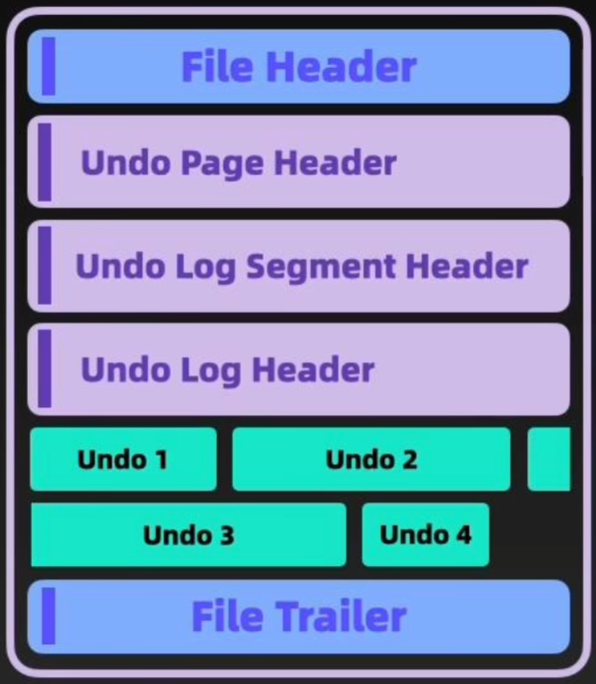 File Header
Undo Page Header
Undo Log Segment Header
Undo Log Header
Undo 1 Undo 2
Undo 3 Undo 4
File Trailer